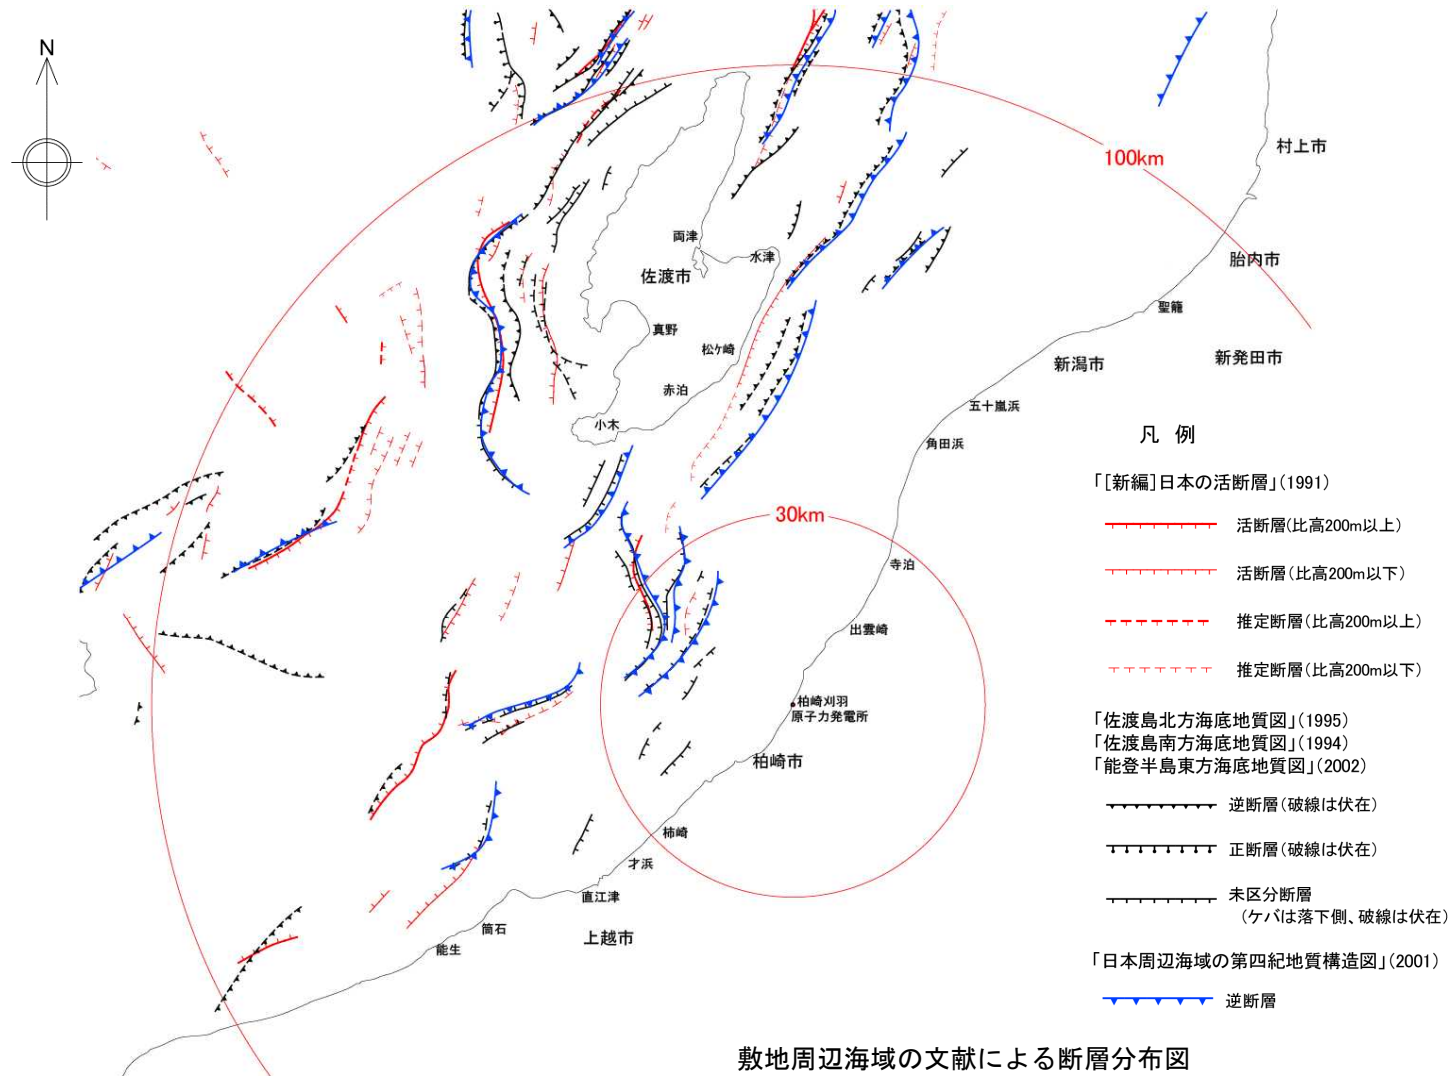 N
100km
村上市
胎内市
両津
水津
佐渡市
聖籠
真野
松ケ崎
新潟市
新発田市
赤泊
五十嵐浜
小木
角田浜
30km
寺泊
出雲崎
柏崎刈羽
原子力発電所
柏崎市
柿崎
才浜
直江津
筒石
上越市
能生
凡 例
「[新編]日本の活断層」(1991)
活断層(比高200m以上)
活断層(比高200m以下)
推定断層(比高200m以上)
推定断層(比高200m以下)
「佐渡島北方海底地質図」(1995)
「佐渡島南方海底地質図」(1994)
「能登半島東方海底地質図」(2002)
逆断層(破線は伏在)
正断層(破線は伏在)
未区分断層
(ケバは落下側、破線は伏在)
「日本周辺海域の第四紀地質構造図」(2001)
逆断層
敷地周辺海域の文献による断層分布図